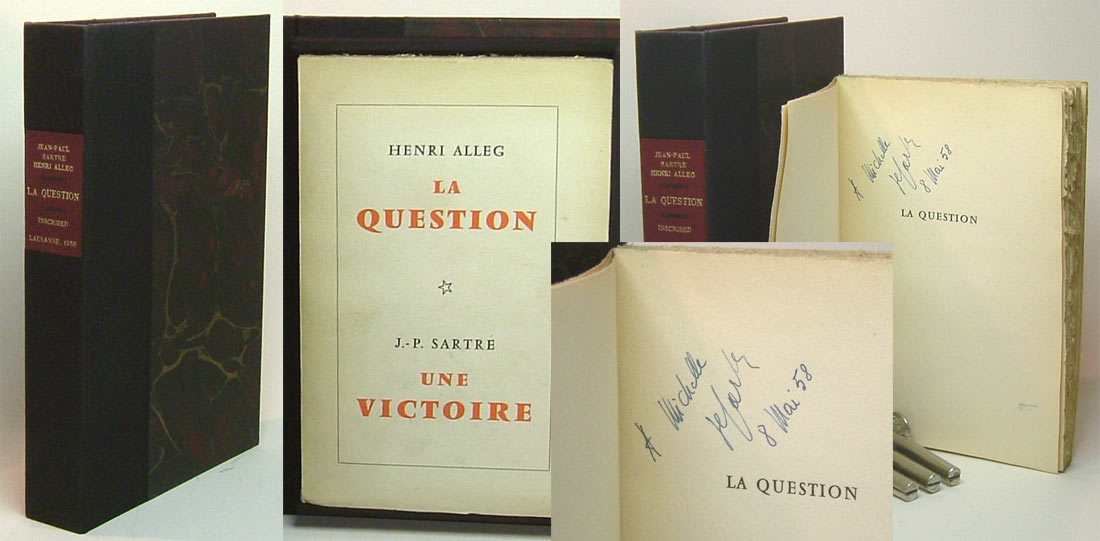 JEAN-PAUL
SARTRE
HENRI ALLEG
LA QUESTION
INSCRIBED
LAUSANNE, 1958
HENRI ALLEG
LA
QUESTION
J.-P. SARTRE
UNE
VICTOIRE
JEAN-PAUL
SARTRE
HENRI ALLEG
LA QUESTION
INSCRIBED
A Michelle
8 Mai 58
LA QUESTION
A Michelle
8 Mai 58
LA QUESTION